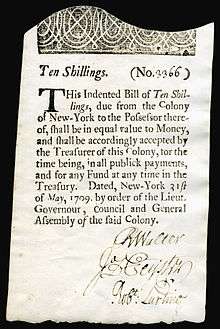 Ten Shillings. (No. 3366)
THis Indented Bill of Ten Shil-
lings, due from the Colony
of New-York to the Possessor there-
of, shall be in equal value to Money,
and shall be accordingly accepted by
the Treasurer of this Colony, for the
time being, in all publick payments,
and for any Fund at any time in the
Treasury. Dated, New-York 31st
of May, 1709. by order of the Lieut.
Governour, Council and General
Assembly of the said Colony.
RWalter